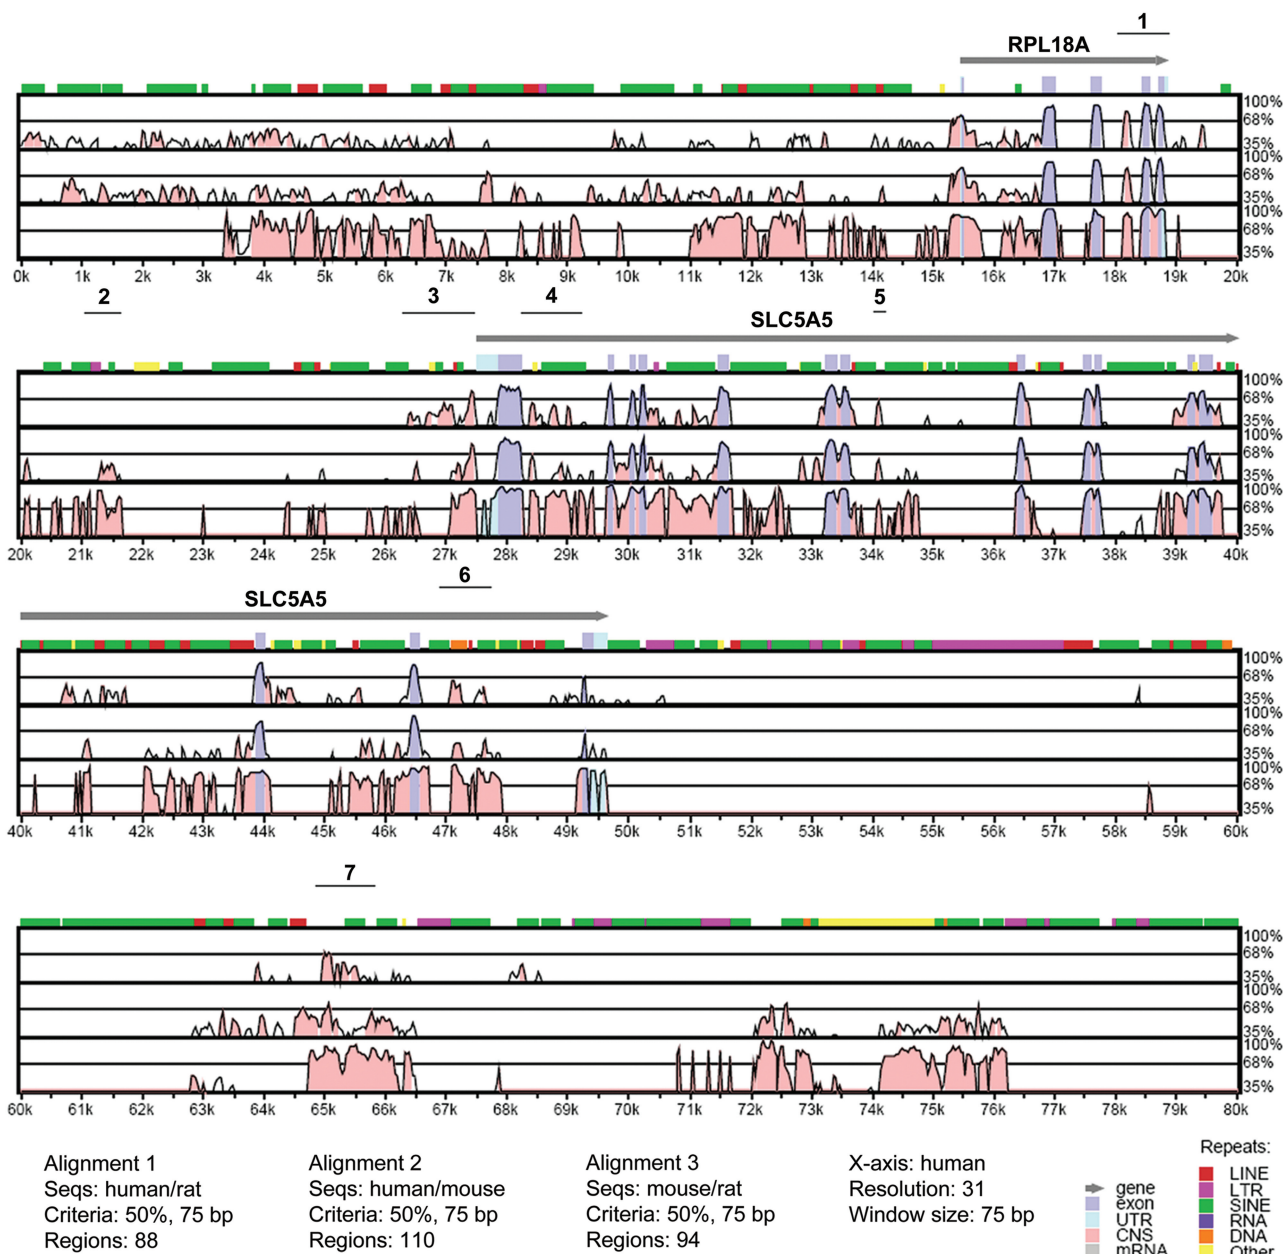 1
RPL18A
100%
68%
35%
100%
68%
35%
100%
68%
35%
0k 1k 2k 3k 4k 5k 6k 7k 8k 9k 10k 11k 12k 13k 14k 15k 16k 17k 18k 19k 20k
2 3 4 5
SLC5A5
100%
68%
35%
100%
68%
35%
100%
68%
35%
20k 21k 22k 23k 24k 25k 26k 27k 28k 29k 30k 31k 32k 33k 34k 35k 36k 37k 38k 39k 40k
6
SLC5A5
100%
68%
35%
100%
68%
35%
100%
68%
35%
40k 41k 42k 43k 44k 45k 46k 47k 48k 49k 50k 51k 52k 53k 54k 55k 56k 57k 58k 59k 60k
7
100%
68%
35%
100%
68%
35%
100%
68%
35%
60k 61k 62k 63k 64k 65k 66k 67k 68k 69k 70k 71k 72k 73k 74k 75k 76k 77k 78k 79k 80k
Alignment 1
Seqs: human/rat
Criteria: 50%, 75 bp
Regions: 88
Alignment 2
Seqs: human/mouse
Criteria: 50%, 75 bp
Regions: 110
Alignment 3
Seqs: mouse/rat
Criteria: 50%, 75 bp
Regions: 94
X-axis: human
Resolution: 31
Window size: 75 bp
gene
exon
UTR
CNS
mRNA
Repeats:
LINE
LTR
SINE
RNA
DNA
Other